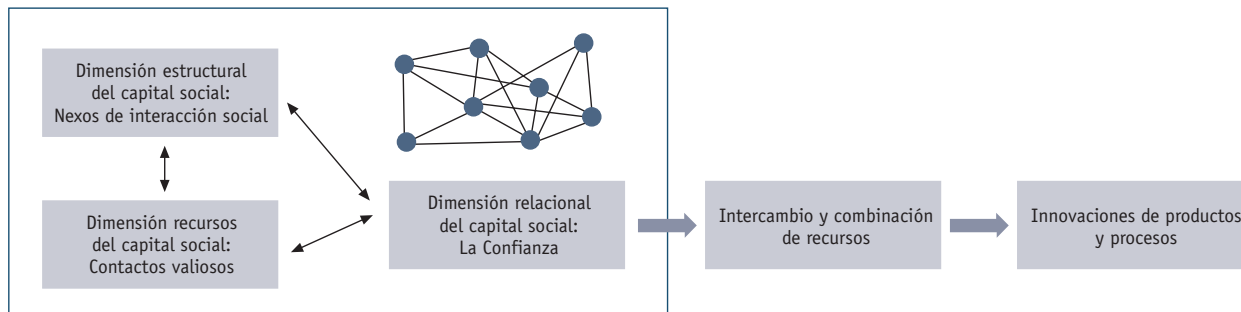 Dimensión estructural
del capital social:
Nexos de interacción social
Dimensión recursos
del capital social:
Contactos valiosos
Dimensión relacional
del capital social:
La Confianza
Intercambio y combinación
de recursos
Innovaciones de productos
y procesos